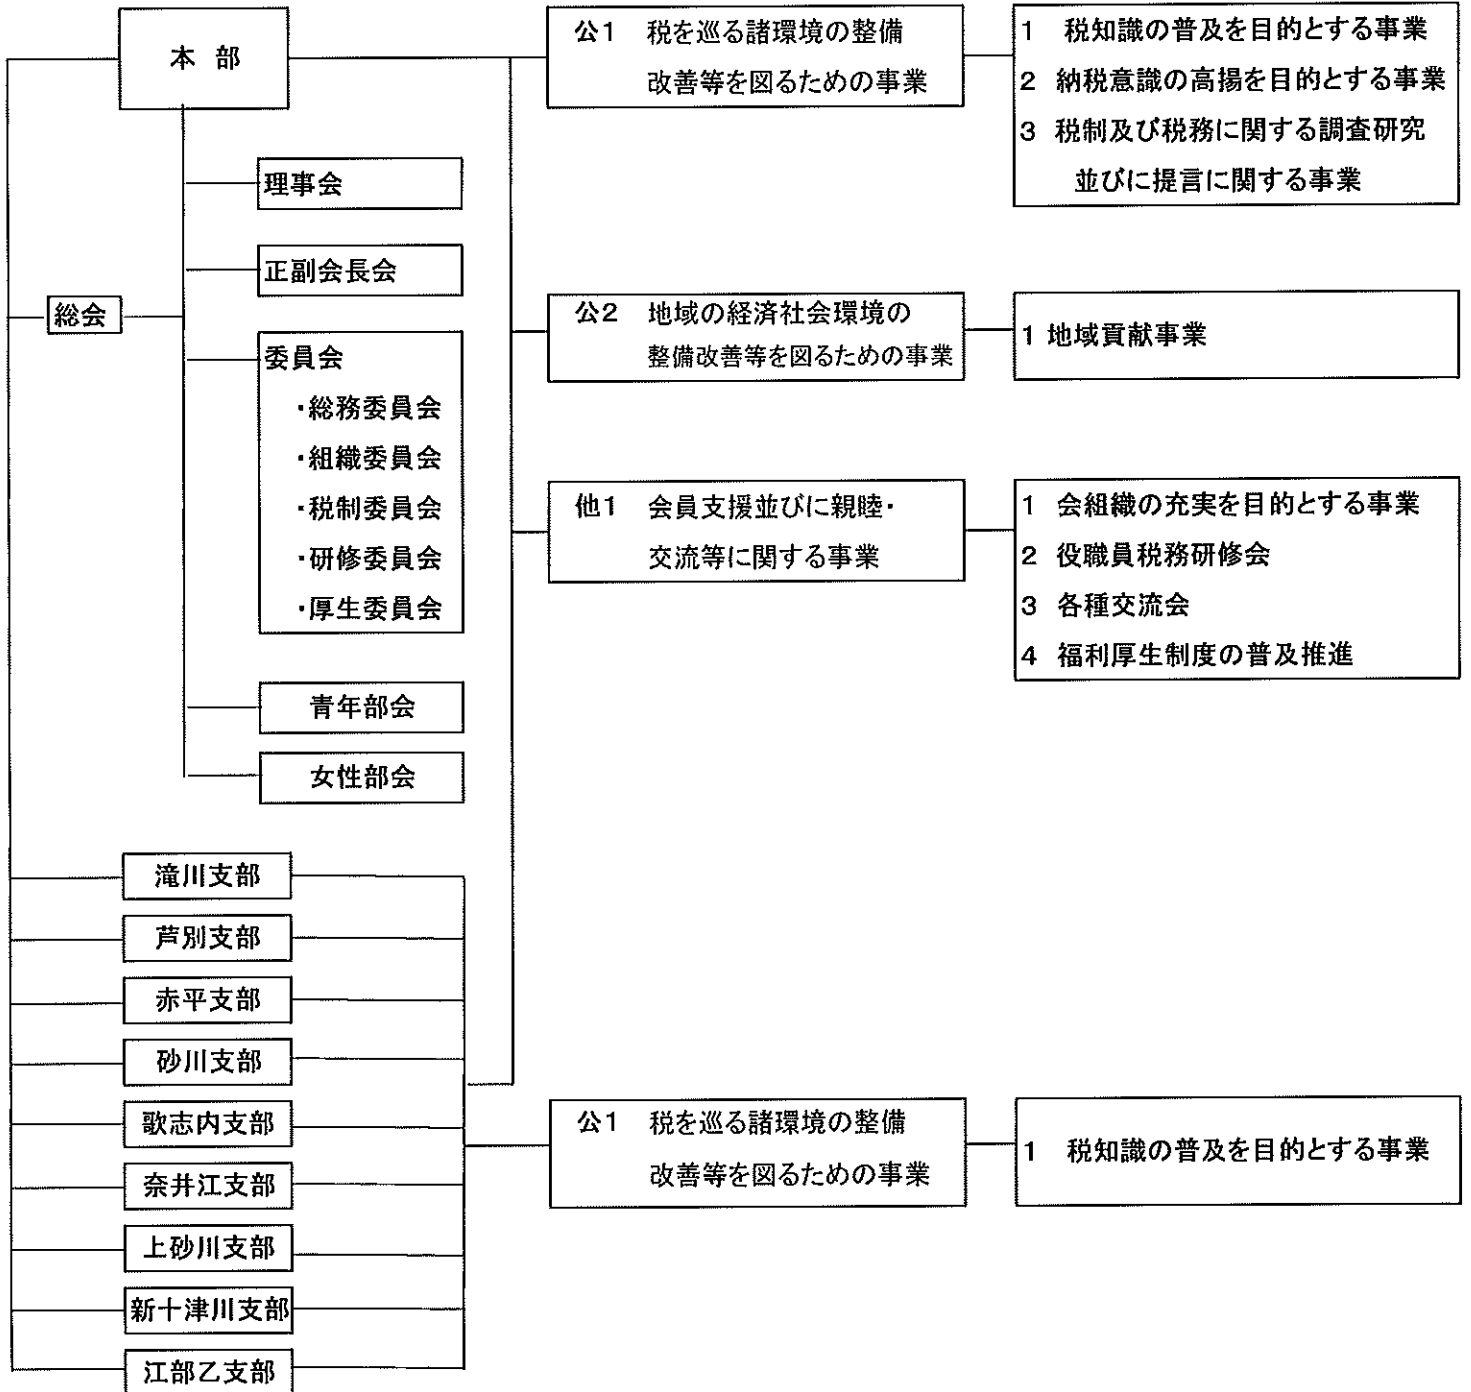 本 部
総会
理事会
正副会長会
委員会
・総務委員会
・組織委員会
・税制委員会
・研修委員会
・厚生委員会
青年部会
女性部会
滝川支部
芦別支部
赤平支部
砂川支部
歌志内支部
奈井江支部
上砂川支部
新十津川支部
江部乙支部
公1 税を巡る諸環境の整備
改善等を図るための事業
1 税知識の普及を目的とする事業
2 納税意識の高揚を目的とする事業
3 税制及び税務に関する調査研究
並びに提言に関する事業
公2 地域の経済社会環境の
整備改善等を図るための事業
1 地域貢献事業
他1 会員支援並びに親睦・
交流等に関する事業
1 会組織の充実を目的とする事業
2 役職員税務研修会
3 各種交流会
4 福利厚生制度の普及推進
公1 税を巡る諸環境の整備
改善等を図るための事業
1 税知識の普及を目的とする事業